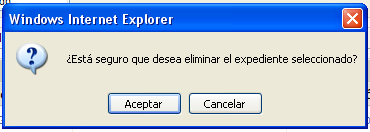 Windows Internet Explorer
¿Está seguro que desea eliminar el expediente seleccionado?
Aceptar
Cancelar